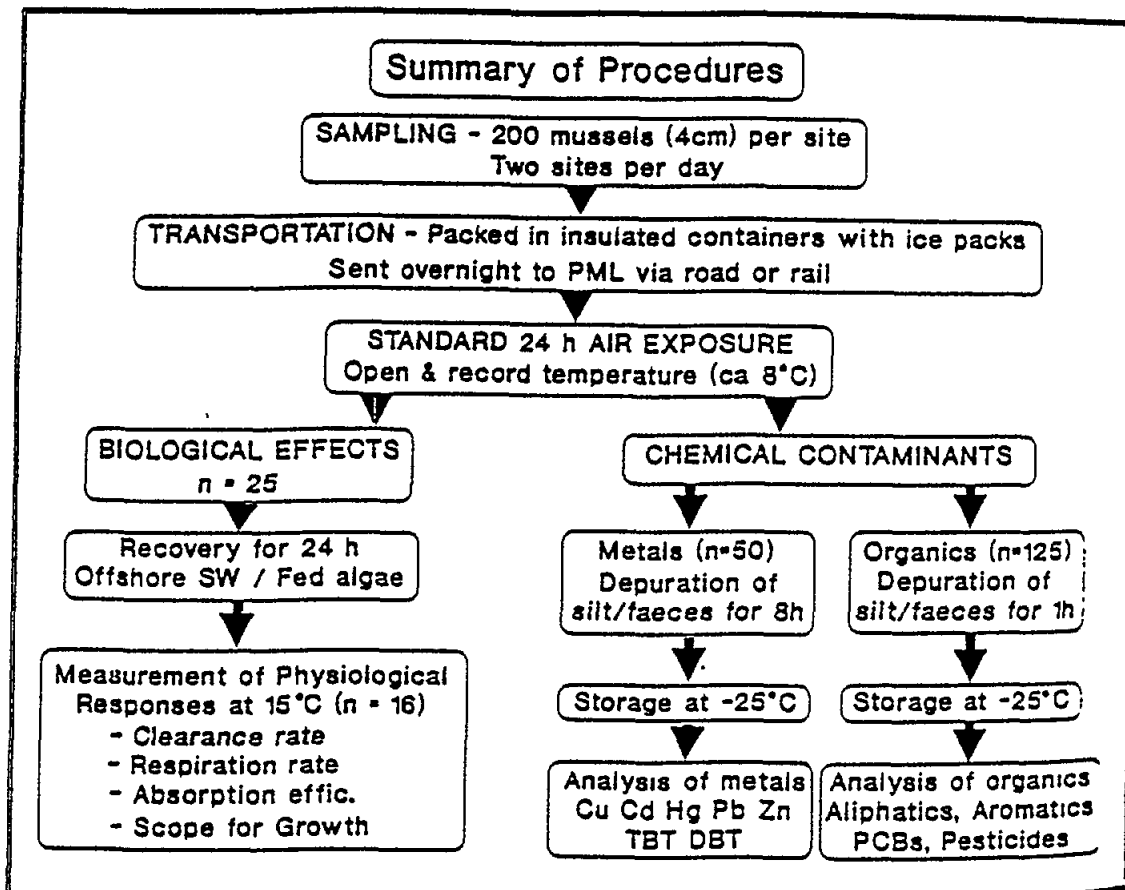 Summary of Procedures
SAMPLING - 200 mussels (4cm) per site
Two sites per day
TRANSPORTATION - Packed in insulated containers with ice packs
Sent overnight to PML via road or rail
STANDARD 24 h AIR EXPOSURE
Open & record temperature (ca 8°C)
BIOLOGICAL EFFECTS
n = 25
Recovery for 24 h
Offshore SW / Fed algae
Measurement of Physiological
Responses at 15°C (n = 16)
- Clearance rate
- Respiration rate
- Absorption effic.
- Scope for Growth
CHEMICAL CONTAMINANTS
Metals (n=50)
Depuration of
silt/faeces for 8h
Storage at -25°C
Analysis of metals
Cu Cd Hg Pb Zn
TBT DBT
Organics (n=125)
Depuration of
silt/faeces for 1h
Storage at -25°C
Analysis of organics
Aliphatics, Aromatics
PCBs, Pesticides